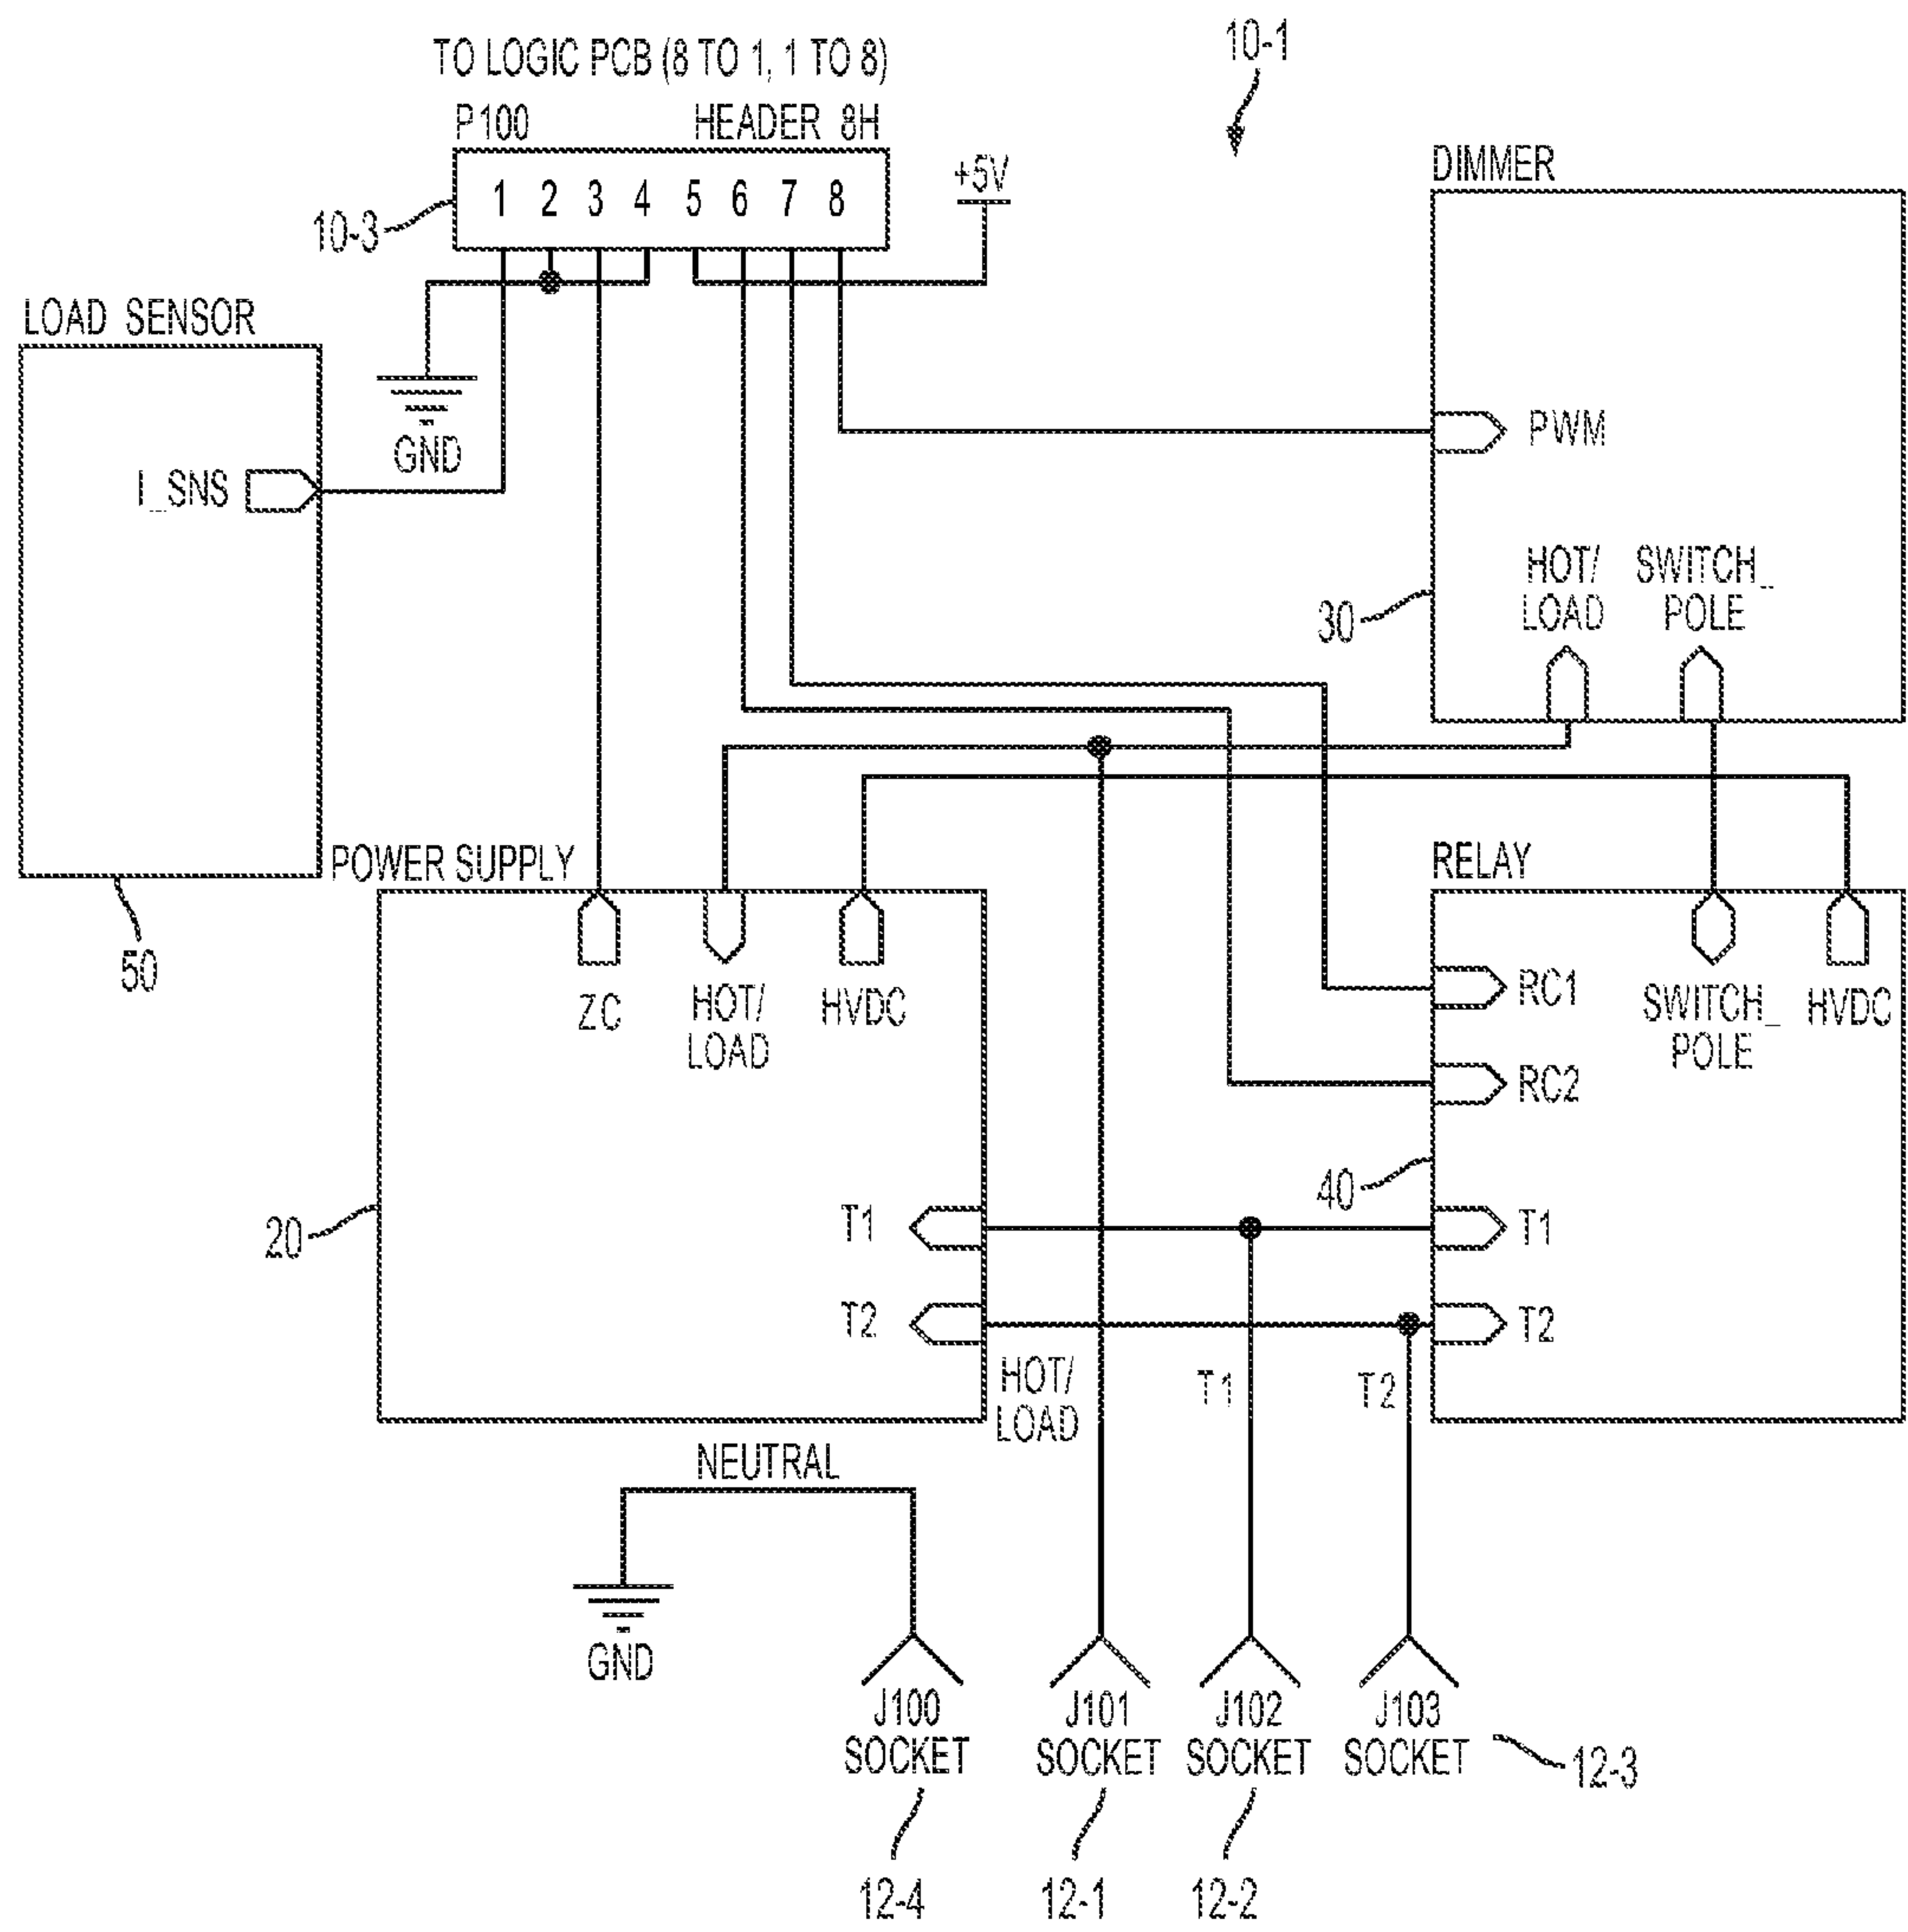 10-1
TO LOGIC PCB (8 TO 1, 1 TO 8)
P100 HEADER 8H
1 2 3 4 5 6 7 8
10-3
+5V
DIMMER
LOAD SENSOR
GND
I_SNS
PWM
HOT/
LOAD
SWITCH_
POLE
30
50
POWER SUPPLY
ZC
HOT/
LOAD
HVDC
RELAY
RC1
SWITCH_
POLE
HVDC
RC2
40
20
T1
T1
T2
T2
HOT/
LOAD
T1
T2
NEUTRAL
GND
J100
SOCKET
J101
SOCKET
J102
SOCKET
J103
SOCKET
12-3
12-4
12-1
12-2